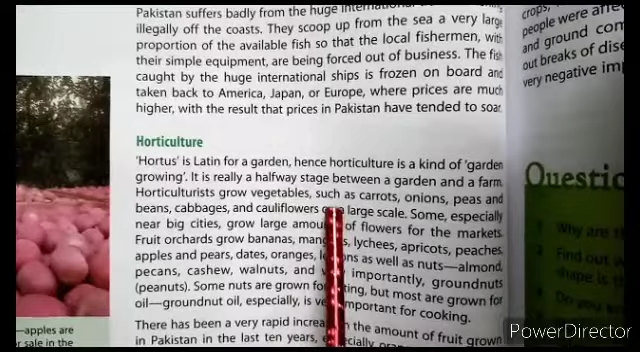 Pakistan suffers badly from the huge international
illegally off the coasts. They scoop up from the sea a very large
proportion of the available fish so that the local fishermen, with
their simple equipment, are being forced out of business. The fish
caught by the huge international ships is frozen on board and
taken back to America, Japan, or Europe, where prices are much
higher, with the result that prices in Pakistan have tended to soar.
Horticulture
'Hortus' is Latin for a garden, hence horticulture is a kind of 'garden
growing'. It is really a halfway stage between a garden and a farm.
Horticulturists grow vegetables, such as carrots, onions, peas and
beans, cabbages, and cauliflowers large scale. Some, especially
near big cities, grow large of flowers for the markets.
Fruit orchards grow bananas, lychees, apricots, peaches,
apples and pears, dates, oranges, as well as nuts—almond,
pecans, cashew, walnuts, and importantly, groundnuts
(peanuts). Some nuts are grown for but most are grown for
oil—groundnut oil, especially, is important for cooking.
There has been a very rapid the amount of fruit grown
in Pakistan in the last ten years,
—apples are
r sale in the
crops,
people were
and ground
out breaks of
very negative
Why are
Find out
shape is
Do you
PowerDirector